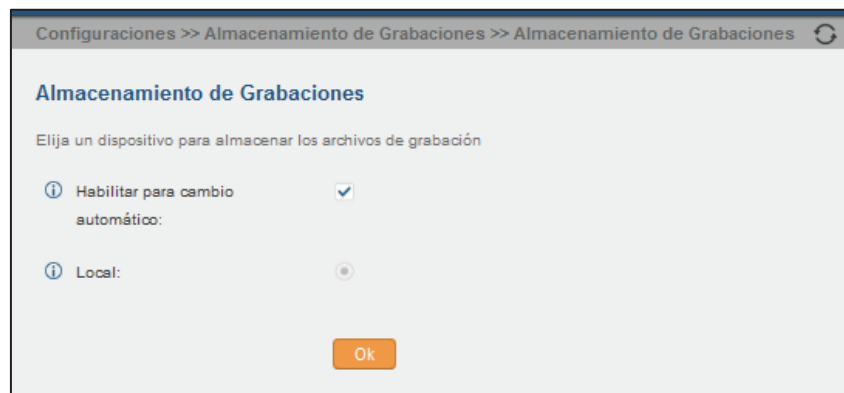 Configuraciones >> Almacenamiento de Grabaciones >> Almacenamiento de Grabaciones
Almacenamiento de Grabaciones
Elija un dispositivo para almacenar los archivos de grabación
Habilitar para cambio
automático:
Local:
Ok